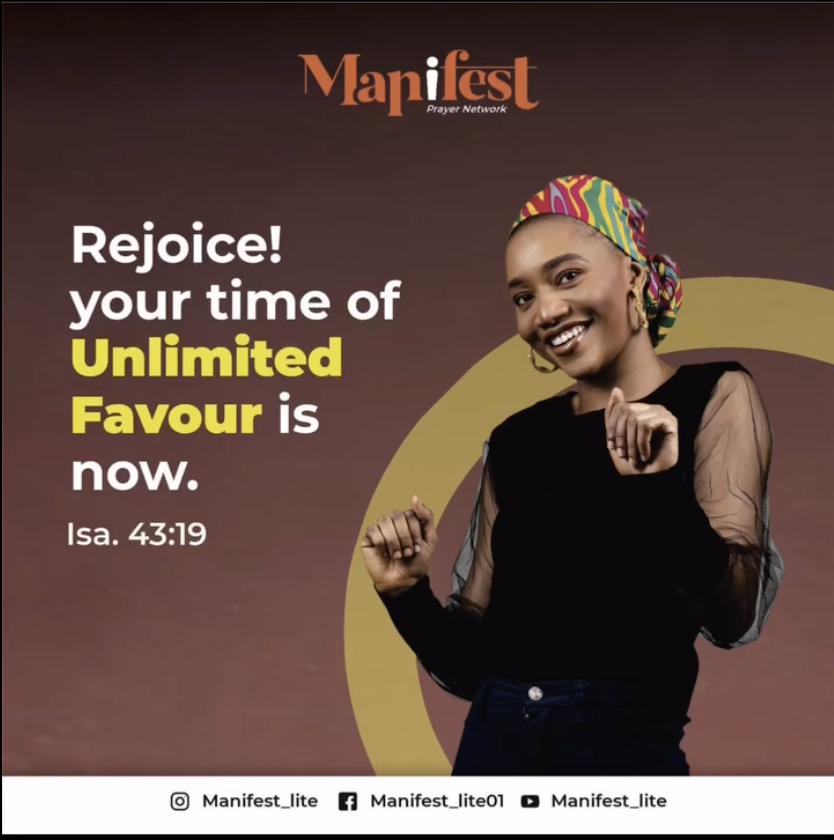 Manifest
Prayer Network
Rejoice!
your time of
Unlimited
Favour is
now.
Isa. 43:19
Manifest_lite Manifest_lite01 Manifest_lite